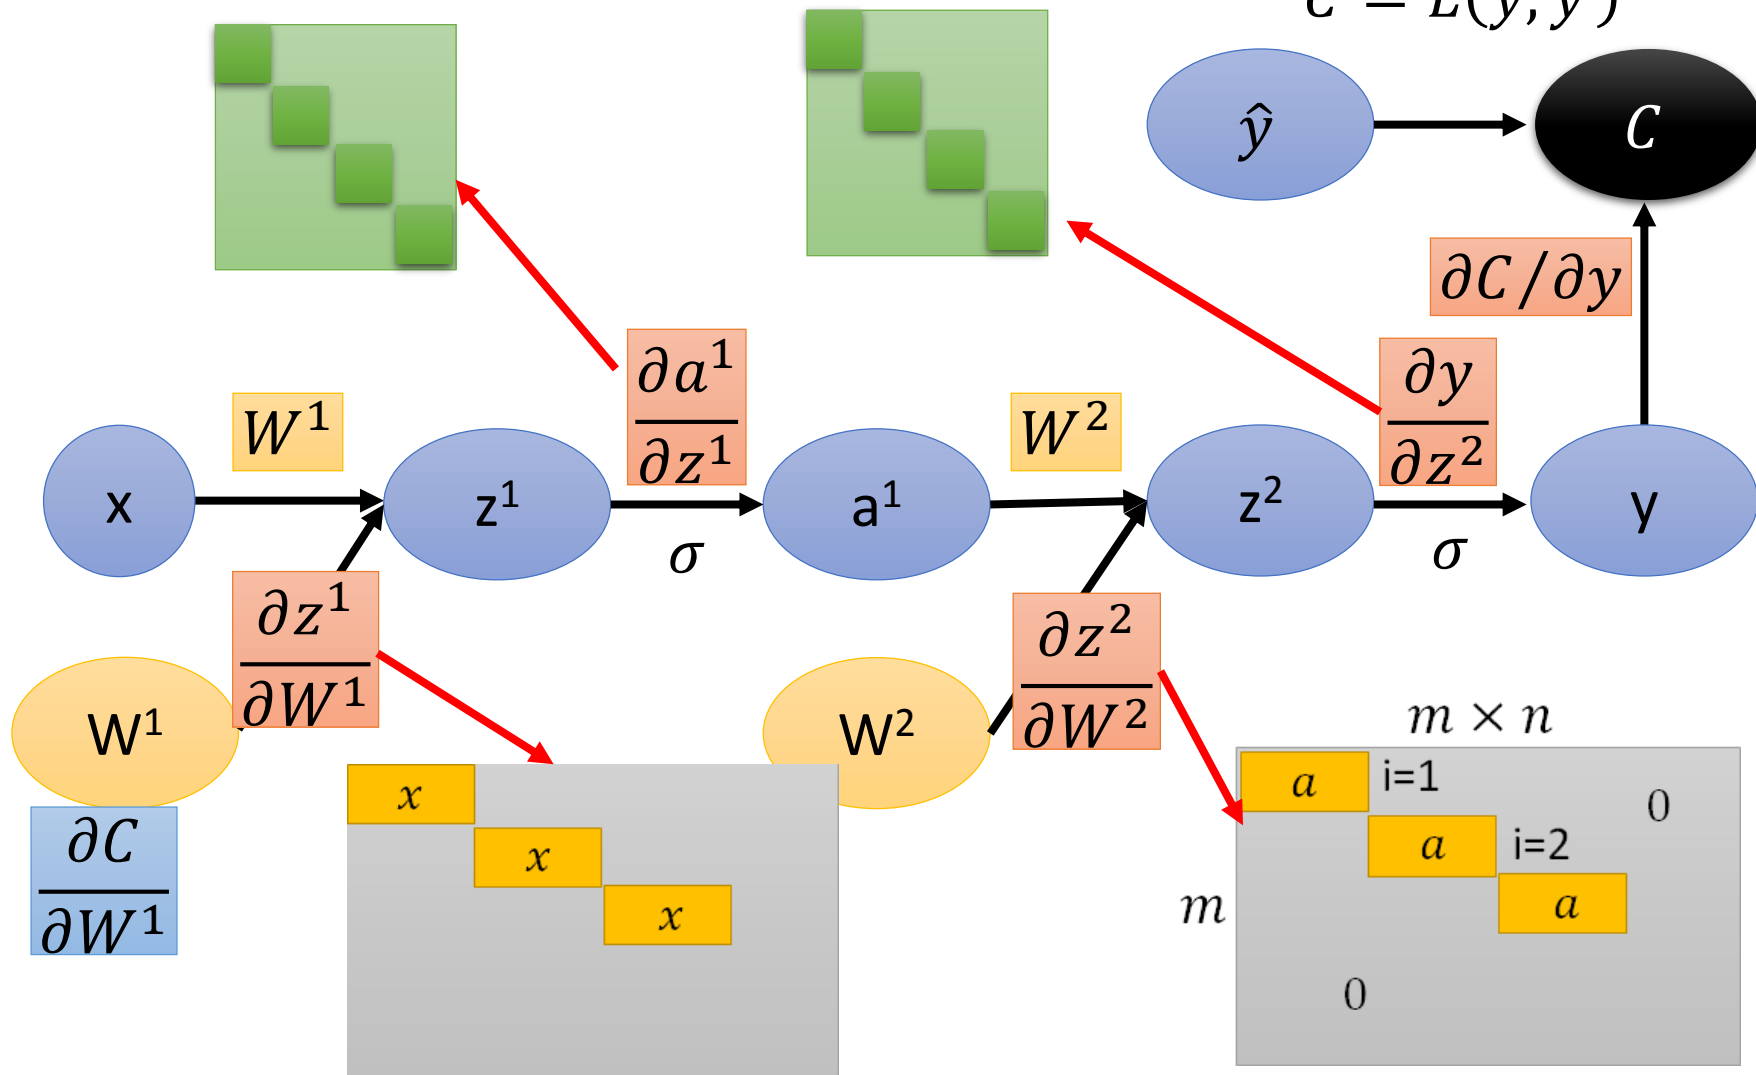 C = L(y, ŷ)
ŷ
C
∂C/∂y
∂a¹
∂z¹
∂y
∂z²
W¹
W²
x
z¹
a¹
z²
y
σ
σ
∂z¹
∂W¹
∂z²
∂W²
W¹
W²
m × n
x
x
x
a i=1
0
a i=2
a
m
0
∂C
∂W¹